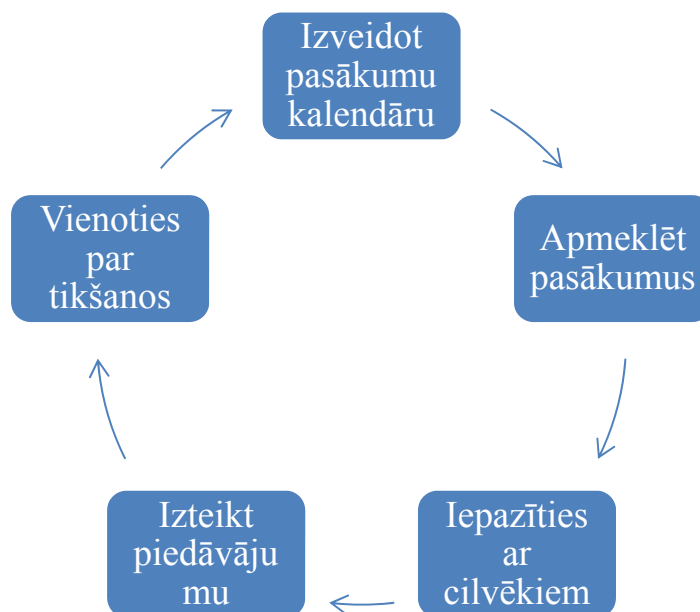 Izveidot
pasākumu
kalendāru
Apmeklēt
pasākumus
Iepazīties
ar
cilvēkiem
Izteikt
piedāvāju
mu
Vienoties
par
tikšanos